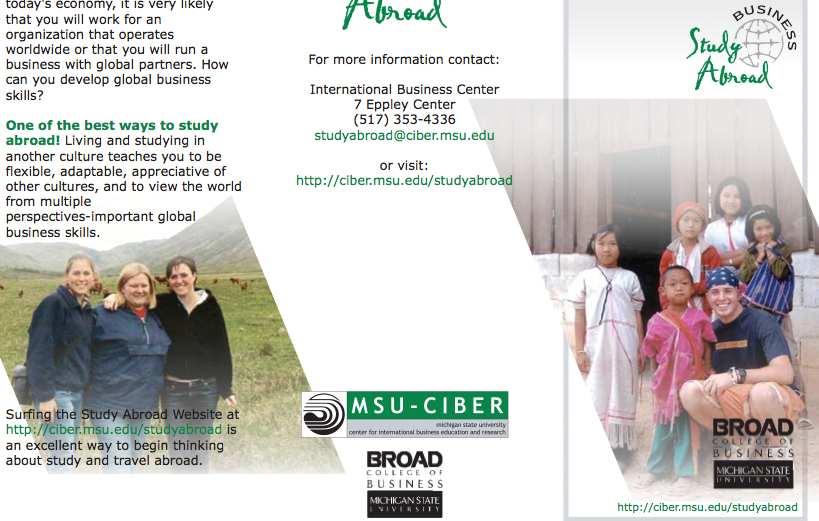 today's economy, it is very likely
that you will work for an
organization that operates
worldwide or that you will run a
business with global partners. How
can you develop global business
skills?
One of the best ways to study
abroad! Living and studying in
another culture teaches you to be
flexible, adaptable, appreciative of
other cultures, and to view the world
from multiple
perspectives-important global
business skills.
Surfing the Study Abroad Website at
http://ciber.msu.edu/studyabroad is
an excellent way to begin thinking
about study and travel abroad.
Abroad
For more information contact:
International Business Center
7 Eppley Center
(517) 353-4336
studyabroad@ciber.msu.edu
or visit:
http://ciber.msu.edu/studyabroad
MSU-CIBER
michigan state university
center for international business education and research
BROAD
COLLEGE OF
BUSINESS
MICHIGAN STATE
UNIVERSITY
BUSINESS
Study
Abroad
BROAD
COLLEGE OF
BUSINESS
MICHIGAN STATE
UNIVERSITY
http://ciber.msu.edu/studyabroad